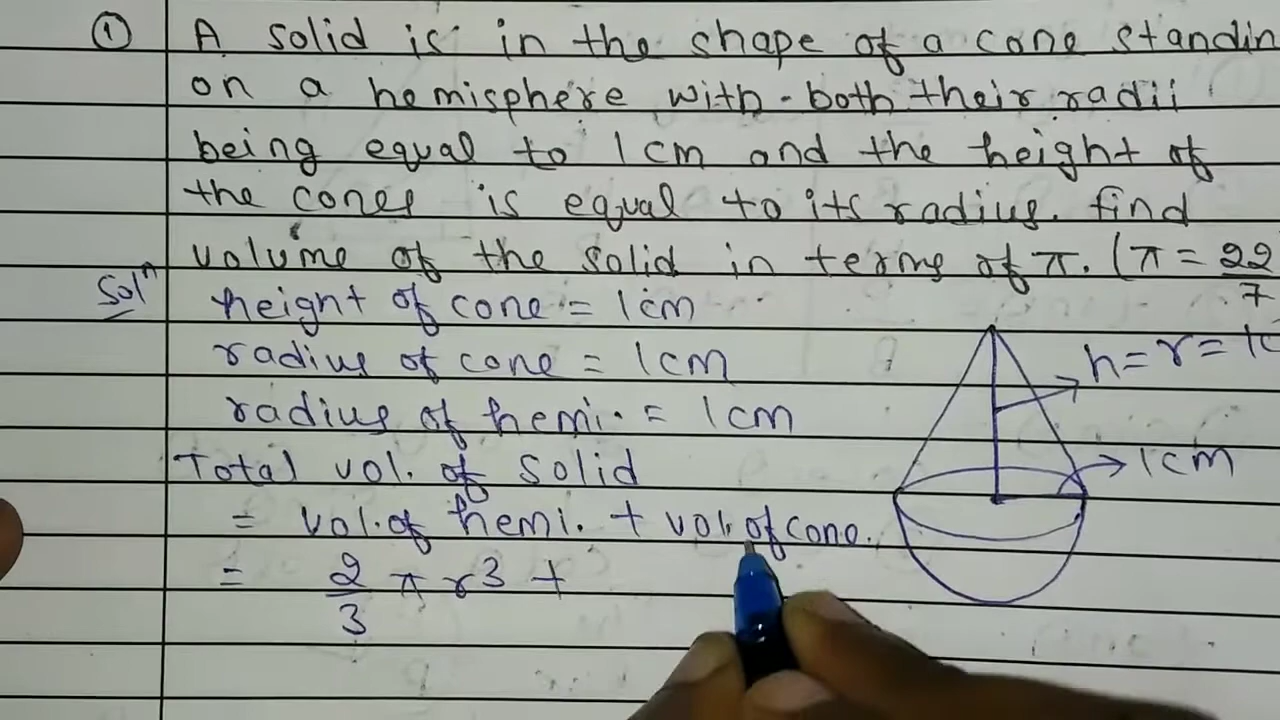 ① A solid is in the shape of a cone standin
on a hemisphere with both their radii
being equal to 1cm and the height of
the cones is equal to its radius. find
volume of the solid in terms of π. (π = 22/7
Solⁿ height of cone = 1cm
radius of cone = 1cm
h = r = 1c
radius of hemi. = 1cm
Total vol. of solid
1cm
= vol. of hemi. + vol. of cone.
= 2/3 π r³ +